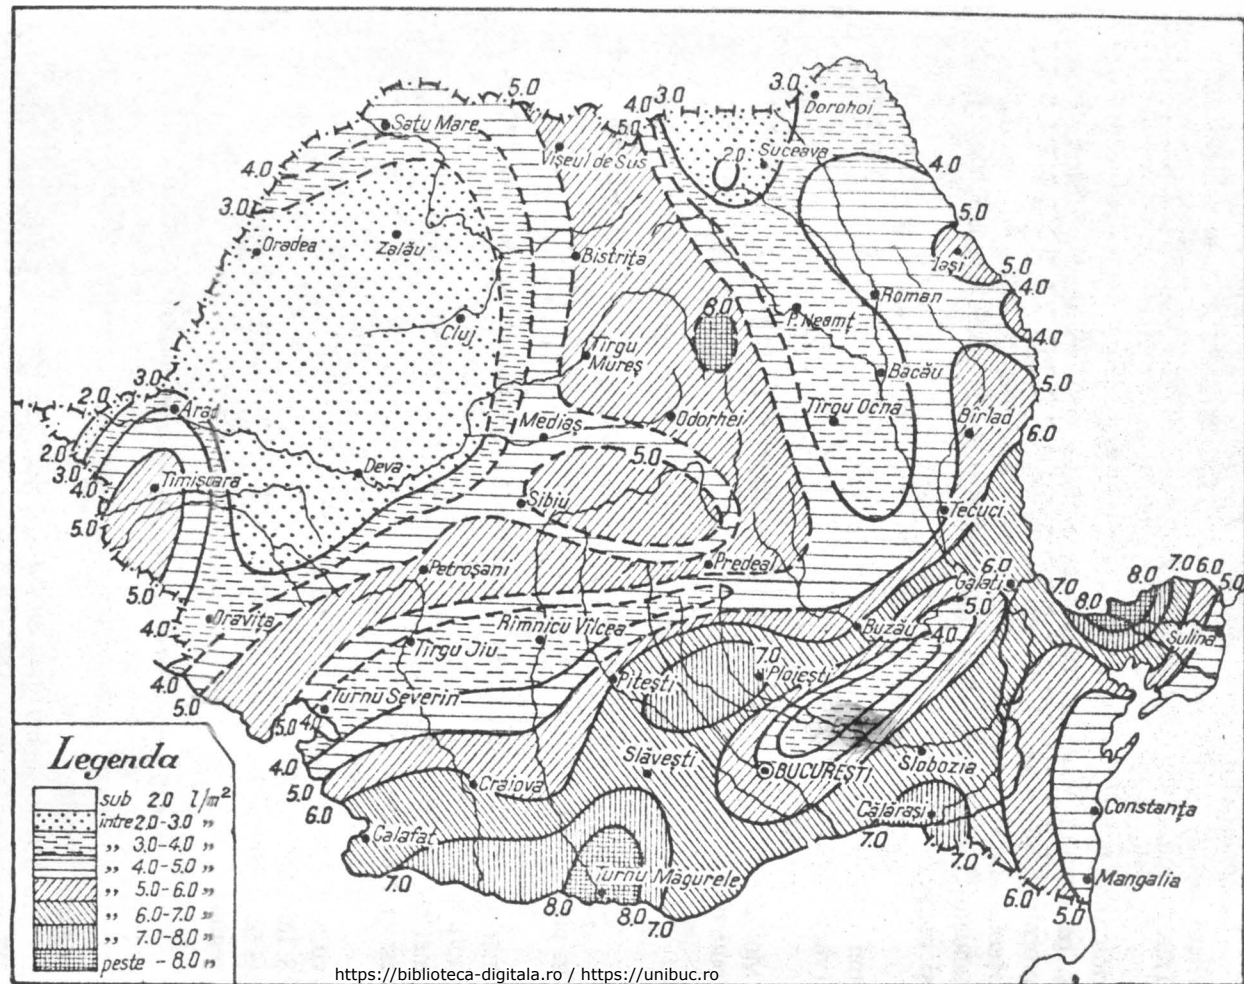 5.0
4.0
3.0
5.0
3.0
Dorohoi
Satu Mare
Vişeul de Sus
Suceava
2.0
4.0
4.0
3.0
5.0
Oradea
Zalău
Bistriţa
Iaşi
5.0
4.0
Roman
8.0
P. Neamţ
Cluj
Tîrgu
Mureş
4.0
Bacău
5.0
2.0
3.0
Arad
Odorhei
Tîrgu Ocna
Bîrlad
6.0
Mediaş
2.0
3.0
4.0
5.0
Deva
5.0
Timişoara
Sibiu
Tecuci
Petroşani
Predeal
6.0
Galaţi
7.0
8.0
8.0
7.0
6.0
5.0
5.0
4.0
Oraviţa
5.0
4.0
Buzău
Sulina
Rîmnicu Vîlcea
Tîrgu Jiu
4.0
5.0
Turnu Severin
Piteşti
7.0
Ploieşti
5.0
4.0
Slăveşti
BUCUREŞTI
Slobozia
4.0
5.0
6.0
Craiova
Călăraşi
Constanţa
Calafat
7.0
7.0
7.0
7.0
Turnu Măgurele
Mangalia
8.0
8.0
7.0
6.0
5.0
Legenda
sub 2.0 l/m²
între 2.0-3.0 „
„ 3.0-4.0 „
„ 4.0-5.0 „
„ 5.0-6.0 „
„ 6.0-7.0 „
„ 7.0-8.0 „
peste - 8.0 „
https://biblioteca-digitala.ro / https://unibuc.ro